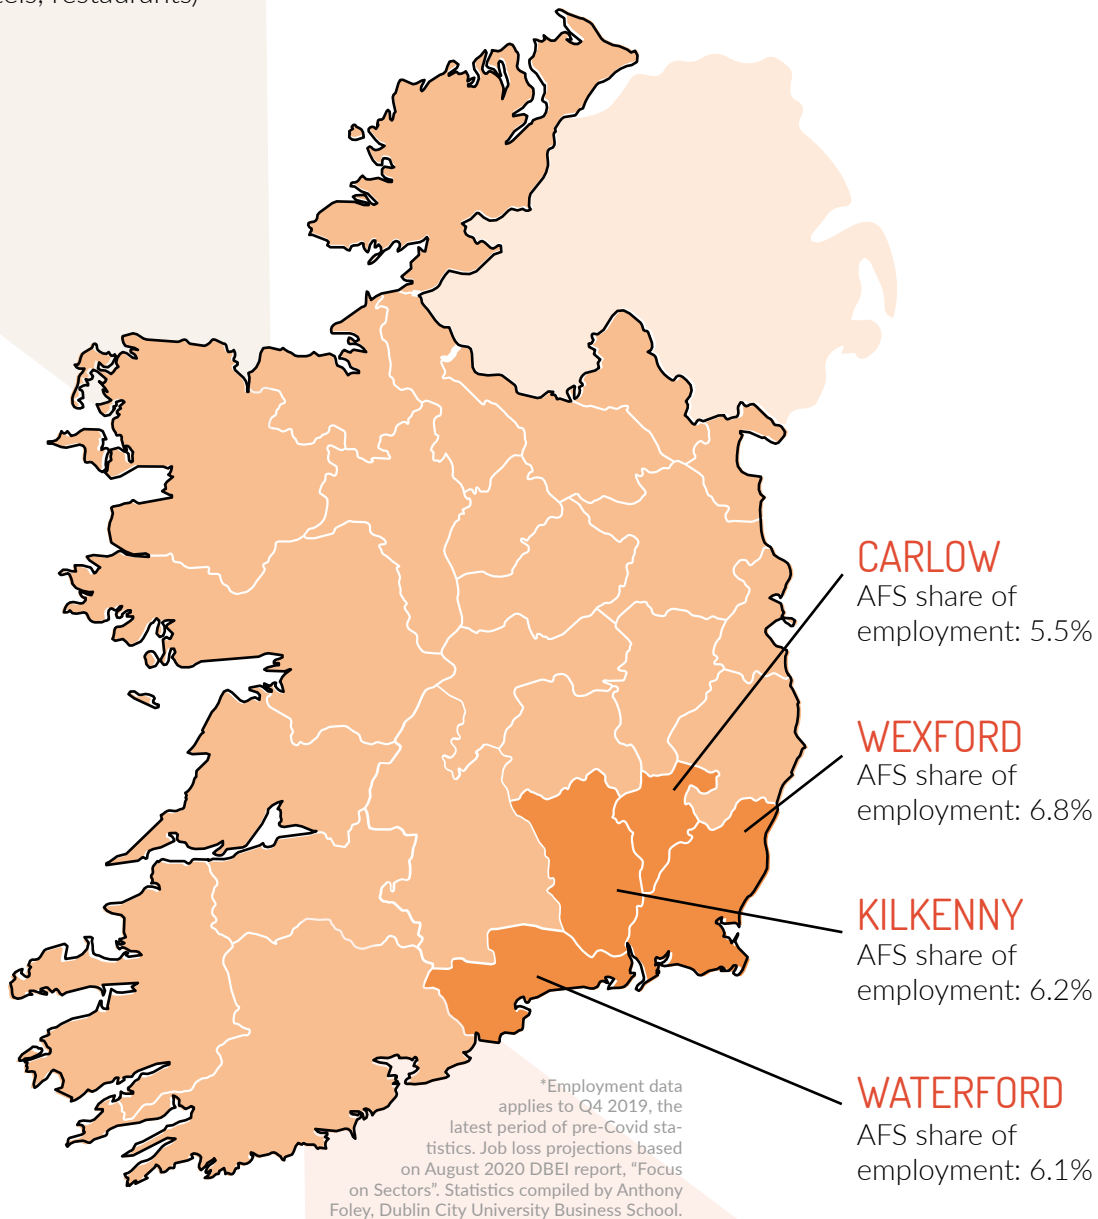 restaurants)
CARLOW
AFS share of
employment: 5.5%
WEXFORD
AFS share of
employment: 6.8%
KILKENNY
AFS share of
employment: 6.2%
WATERFORD
AFS share of
employment: 6.1%
*Employment data
applies to Q4 2019, the
latest period of pre-Covid sta-
tistics. Job loss projections based
on August 2020 DBEI report, “Focus
on Sectors”. Statistics compiled by Anthony
Foley, Dublin City University Business School.